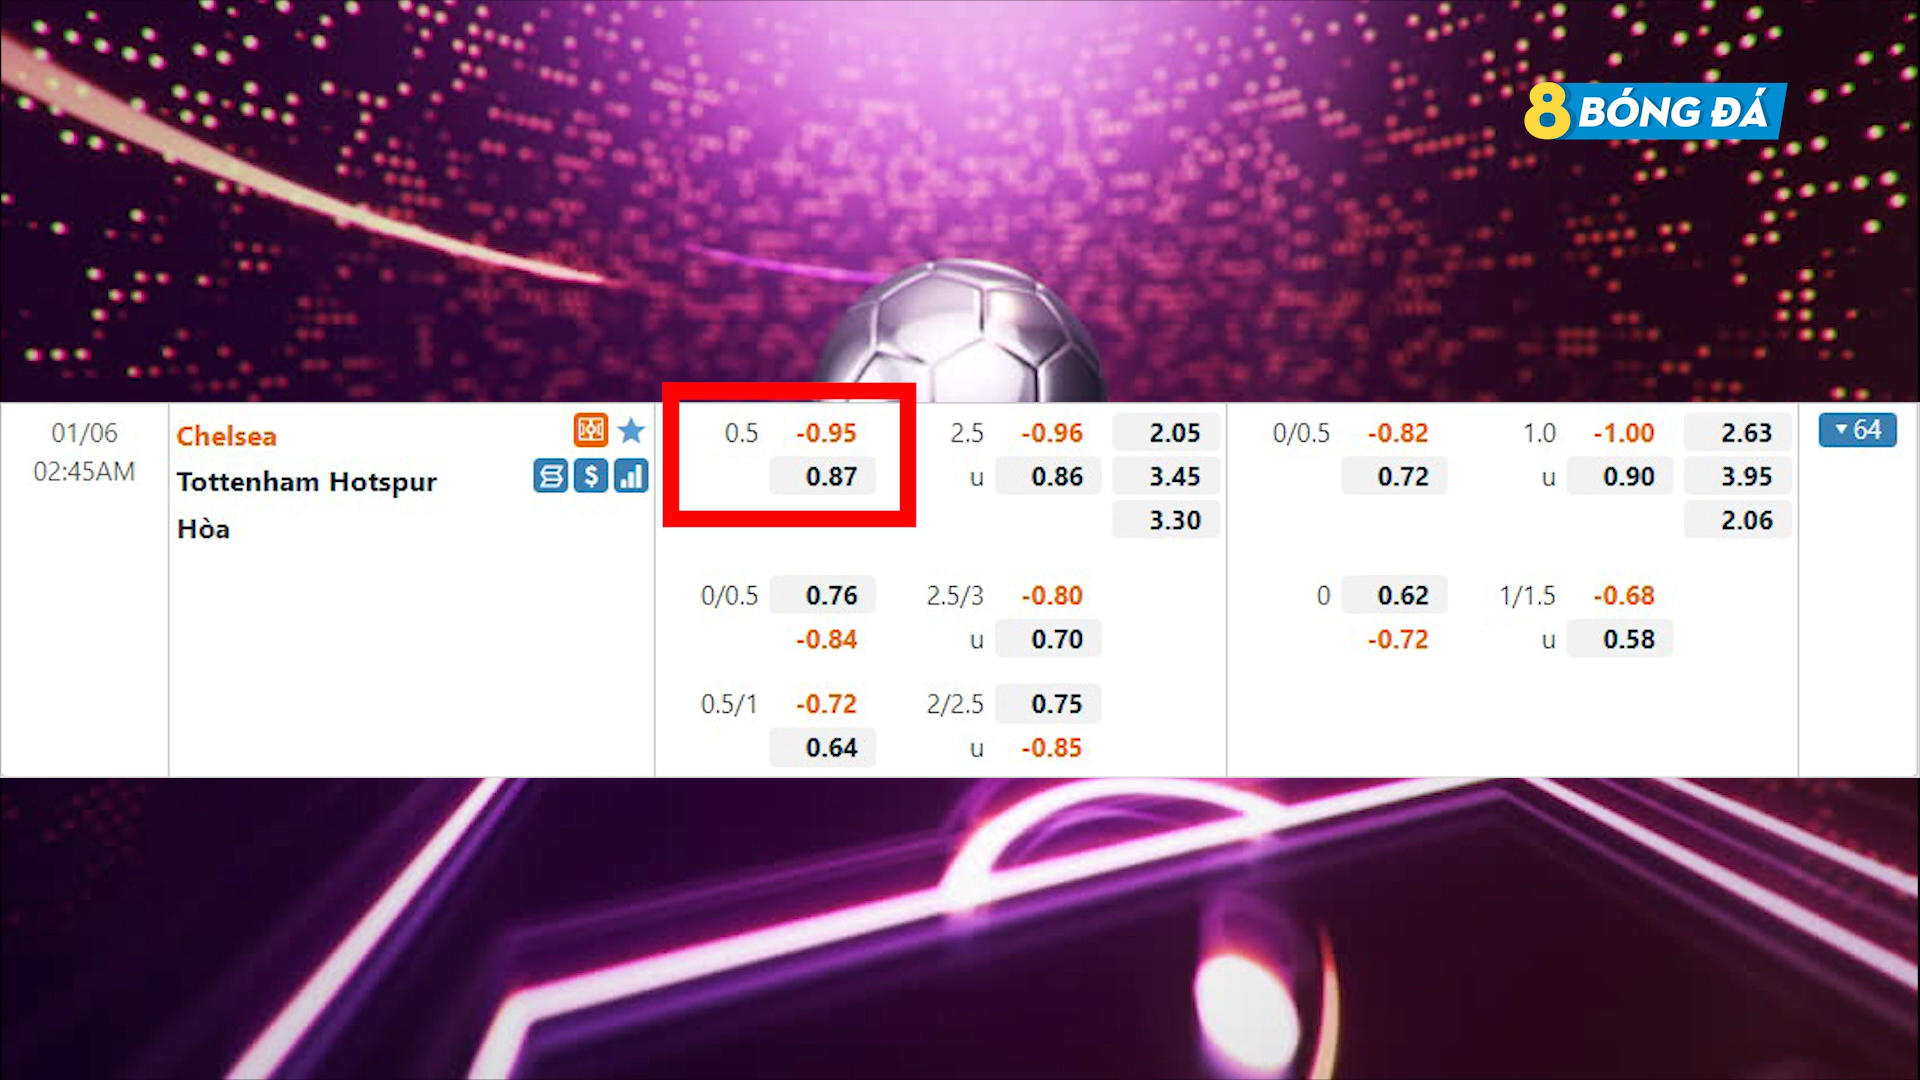 8 BÓNG ĐÁ
01/06 Chelsea 0.5 -0.95 2.5 -0.96 2.05 0/0.5 -0.82 1.0 -1.00 2.63 64
02:45AM Tottenham Hotspur $ 0.87 u 0.86 3.45 0.72 u 0.90 3.95
Hòa 3.30 2.06
0/0.5 0.76 2.5/3 -0.80 0 0.62 1/1.5 -0.68
-0.84 u 0.70 -0.72 u 0.58
0.5/1 -0.72 2/2.5 0.75
0.64 u -0.85